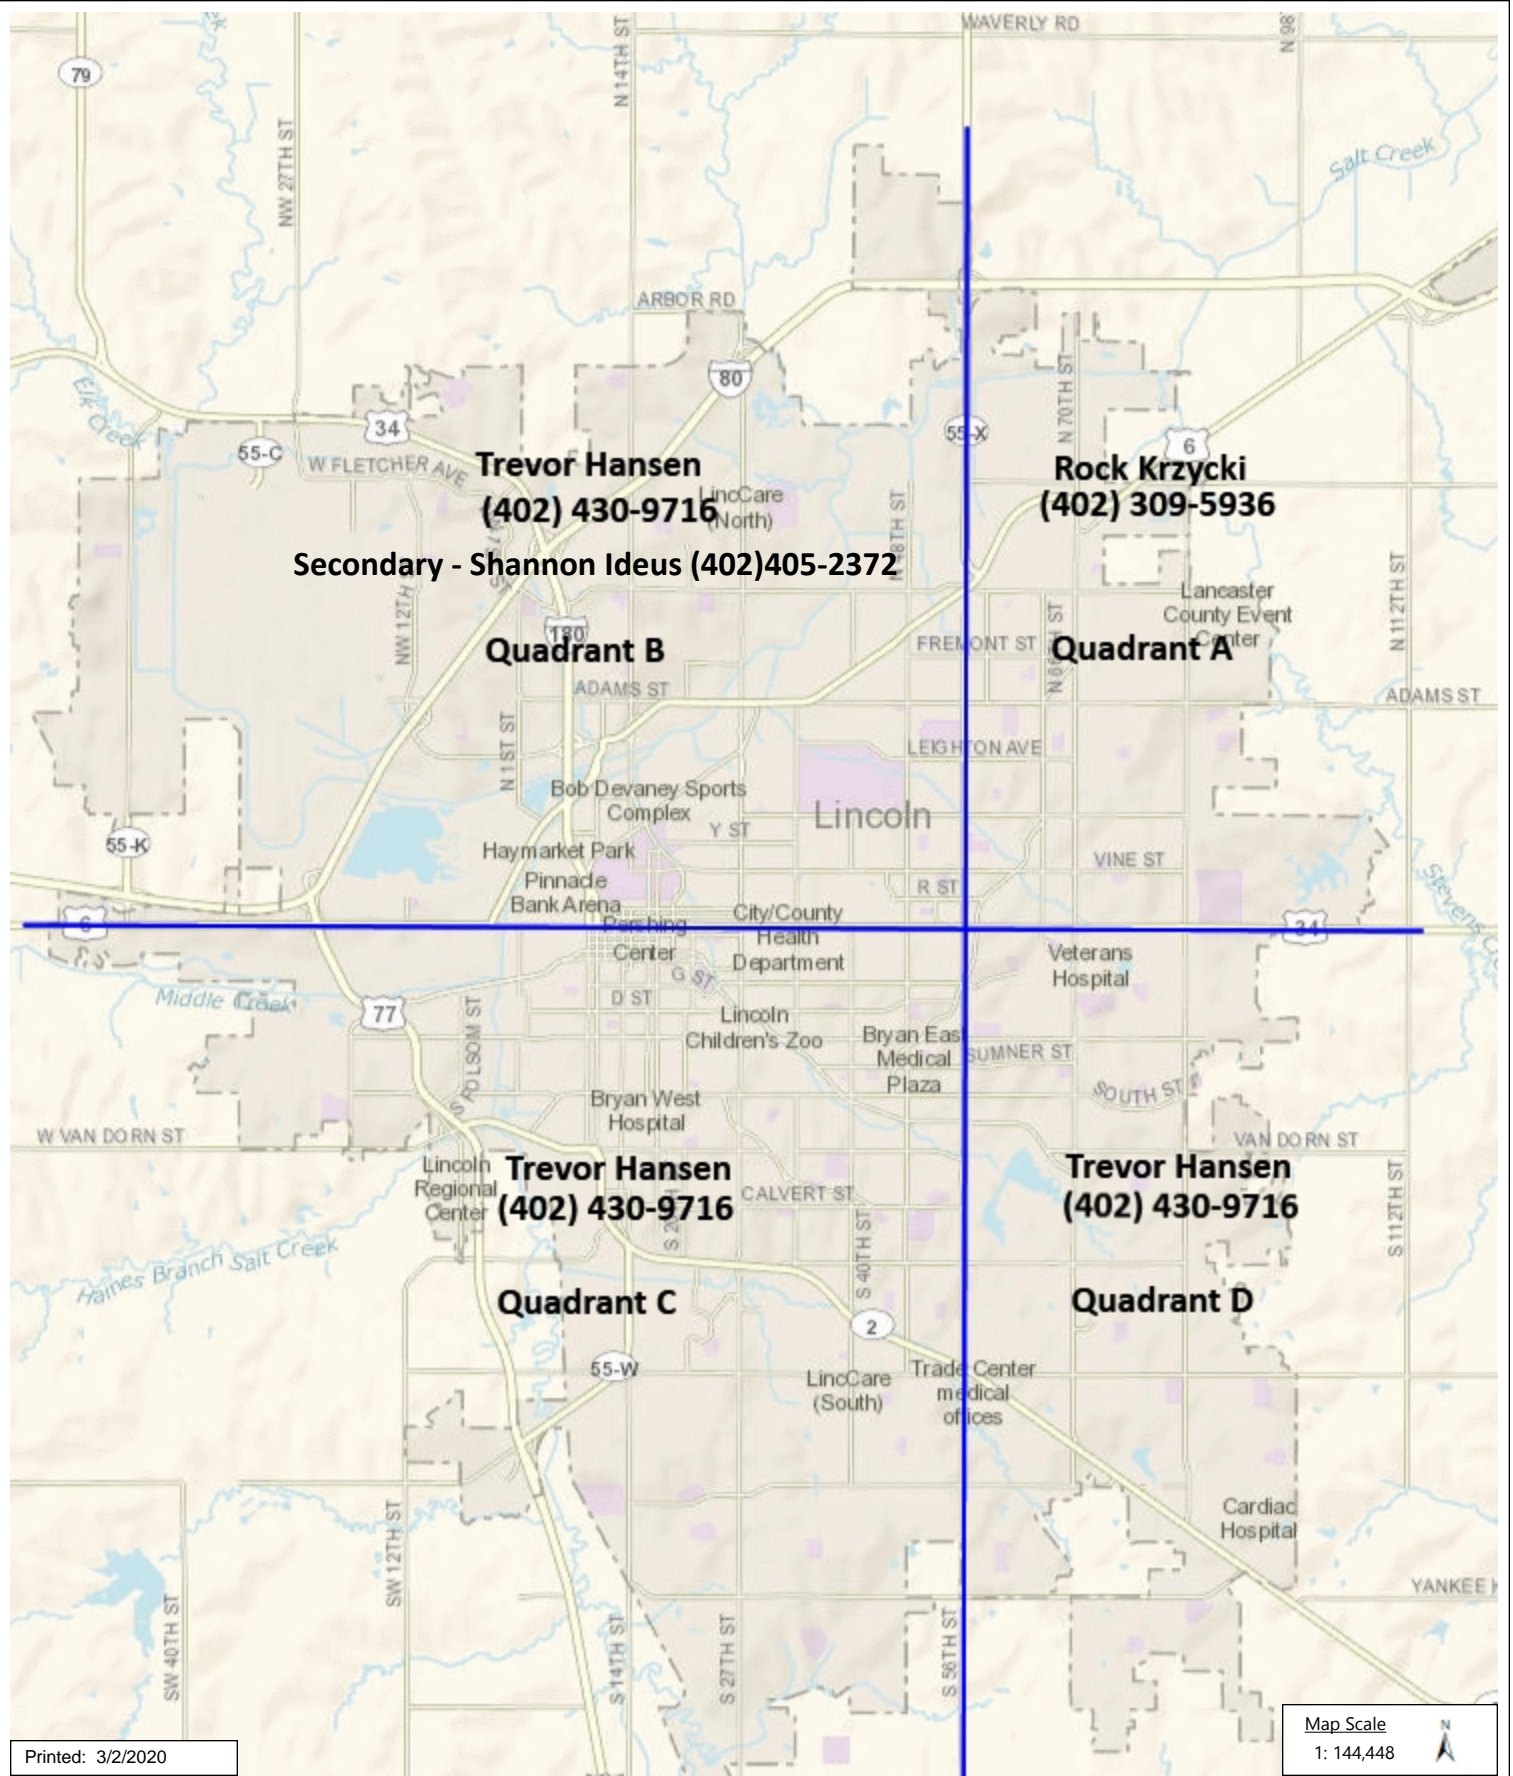 WAVERLY RD
N 98
79
N 14TH ST
NW 27TH ST
Salt Creek
ARBOR RD
80
Elk Creek
34
55-C
W FLETCHER AVE
55-X
N 70TH ST
6
Trevor Hansen
(402) 430-9716
LincCare
(North)
N 48TH ST
Rock Krzycki
(402) 309-5936
Secondary - Shannon Ideus (402)405-2372
NW 12TH S
N 112TH ST
Lancaster
County Event
Center
180
Quadrant B
FREMONT ST
N 66TH ST
Quadrant A
ADAMS ST
ADAMS ST
N 1ST ST
LEIGHTON AVE
Bob Devaney Sports
Complex
Lincoln
Y ST
55-K
Haymarket Park
VINE ST
Pinnacle
Bank Arena
R ST
Stevens C
6
Pershing
Center
City/County
Health
Department
34
Veterans
Hospital
G ST
D ST
Middle Creek
77
S FOLSOM ST
Lincoln
Children's Zoo
Bryan Eas
Medical
Plaza
SUMNER ST
SOUTH ST
Bryan West
Hospital
W VAN DORN ST
VAN DORN ST
Lincoln
Regional
Center
Trevor Hansen
(402) 430-9716
CALVERT ST
S 40TH ST
Trevor Hansen
(402) 430-9716
S 112TH ST
Haines Branch Salt Creek
Quadrant C
Quadrant D
2
55-W
LincCare
(South)
Trade Center
medical
offices
Cardiac
Hospital
SW 12TH ST
SW 40TH ST
S 14TH ST
S 27TH ST
S 56TH ST
YANKEE H
Printed: 3/2/2020
Map Scale
1: 144,448
N